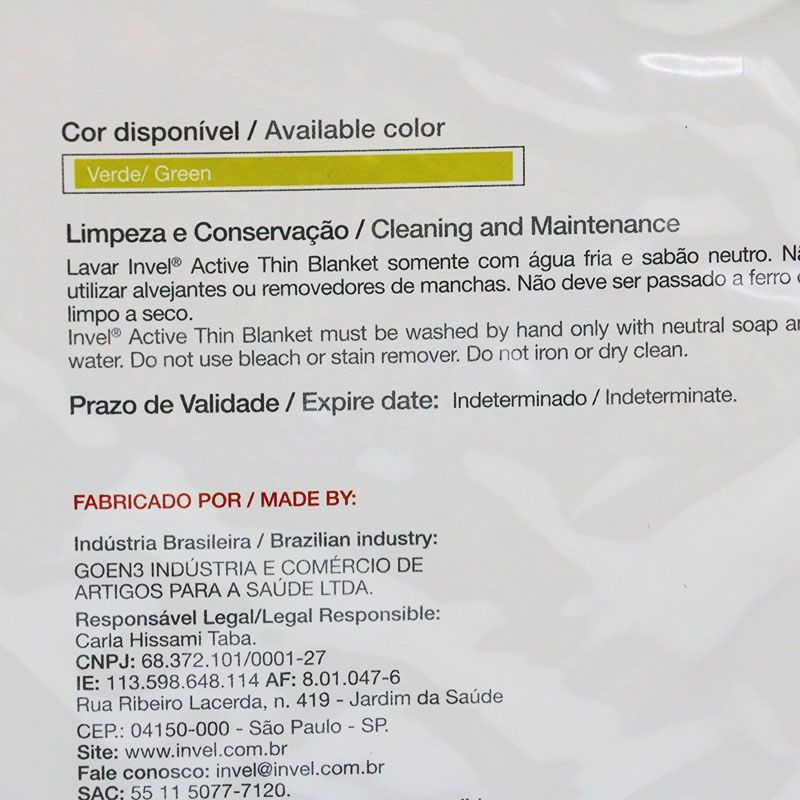 Cor disponível / Available color
Verde/ Green
Limpeza e Conservação / Cleaning and Maintenance
Lavar Invel® Active Thin Blanket somente com água fria e sabão neutro.
utilizar alvejantes ou removedores de manchas. Não deve ser passado a ferro
limpo a seco.
Invel® Active Thin Blanket must be washed by hand only with neutral soap
water. Do not use bleach or stain remover. Do not iron or dry clean.
Prazo de Validade / Expire date: Indeterminado / Indeterminate.
FABRICADO POR / MADE BY:
Indústria Brasileira / Brazilian industry:
GOEN3 INDÚSTRIA E COMÉRCIO DE
ARTIGOS PARA A SAÚDE LTDA.
Responsável Legal/Legal Responsible:
Carla Hissami Taba.
CNPJ: 68.372.101/0001-27
IE: 113.598.648.114 AF: 8.01.047-6
Rua Ribeiro Lacerda, n. 419 - Jardim da Saúde
CEP.: 04150-000 - São Paulo - SP.
Site: www.invel.com.br
Fale conosco: invel@invel.com.br
SAC: 55 11 5077-7120.